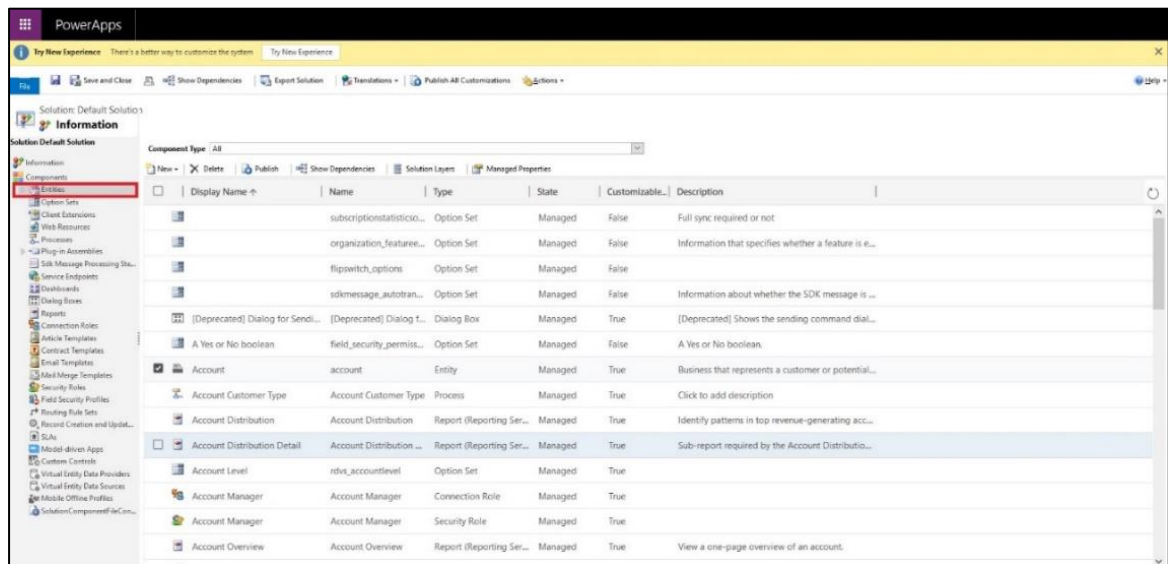 PowerApps
Try New Experience There's a better way to customize the system Try New Experience
File Save and Close Show Dependencies Export Solution Translations Publish All Customizations Actions Help
Solution: Default Solution
Information
Solution Default Solution
Component Type All
New Delete Publish Show Dependencies Solution Layers Managed Properties
Information
Components
Entities
Option Sets
Client Extensions
Web Resources
Processes
Plug-in Assemblies
Sdk Message Processing Ste...
Service Endpoints
Dashboards
Dialog Boxes
Reports
Connection Roles
Article Templates
Contract Templates
Email Templates
Mail Merge Templates
Security Roles
Field Security Profiles
Routing Rule Sets
Record Creation and Updat...
SLAs
Model-driven Apps
Custom Controls
Virtual Entity Data Providers
Virtual Entity Data Sources
Mobile Offline Profiles
SolutionComponentFileCon...
Display Name Name Type State Customizable... Description
subscriptionstatisticso... Option Set Managed False Full sync required or not
organization_featuree... Option Set Managed False Information that specifies whether a feature is e...
flipswitch_options Option Set Managed False
sdkmessage_autotran... Option Set Managed False Information about whether the SDK message is ...
[Deprecated] Dialog for Sendi... [Deprecated] Dialog f... Dialog Box Managed True [Deprecated] Shows the sending command dial...
A Yes or No boolean field_security_permiss... Option Set Managed False A Yes or No boolean.
Account account Entity Managed True Business that represents a customer or potential...
Account Customer Type Account Customer Type Process Managed True Click to add description
Account Distribution Account Distribution Report (Reporting Ser... Managed True Identify patterns in top revenue-generating acc...
Account Distribution Detail Account Distribution ... Report (Reporting Ser... Managed True Sub-report required by the Account Distributio...
Account Level rdvs_accountlevel Option Set Managed True
Account Manager Account Manager Connection Role Managed True
Account Manager Account Manager Security Role Managed True
Account Overview Account Overview Report (Reporting Ser... Managed True View a one-page overview of an account.